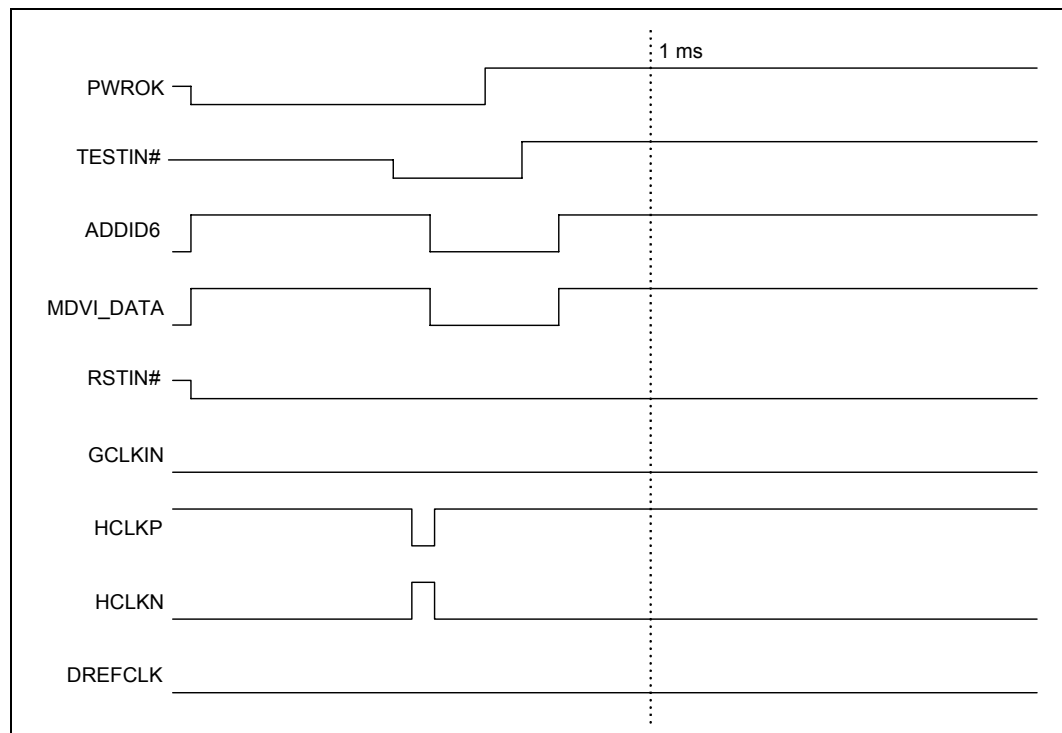 1 ms
PWROK
TESTIN#
ADDID6
MDVI_DATA
RSTIN#
GCLKIN
HCLKP
HCLKN
DREFCLK